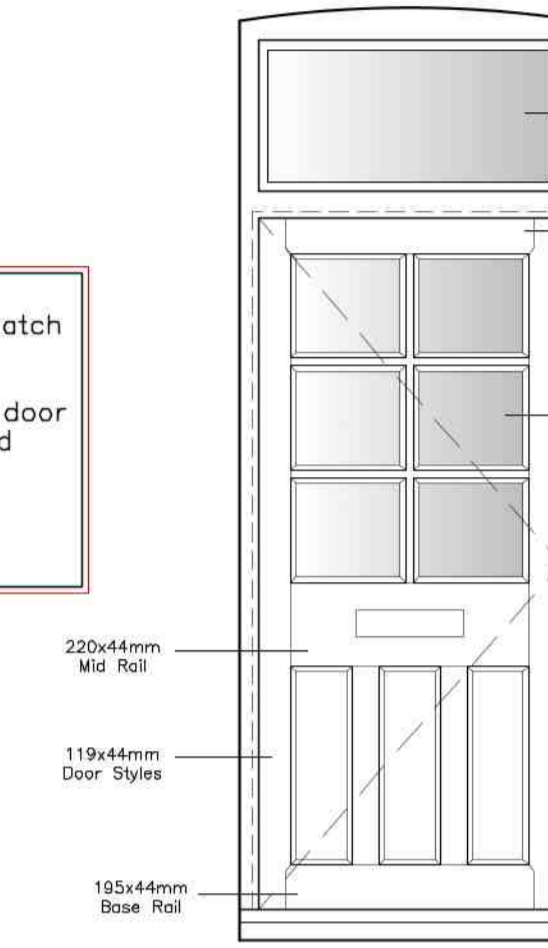 atch
door
d
220x44mm
Mid Rail
119x44mm
Door Styles
195x44mm
Base Rail